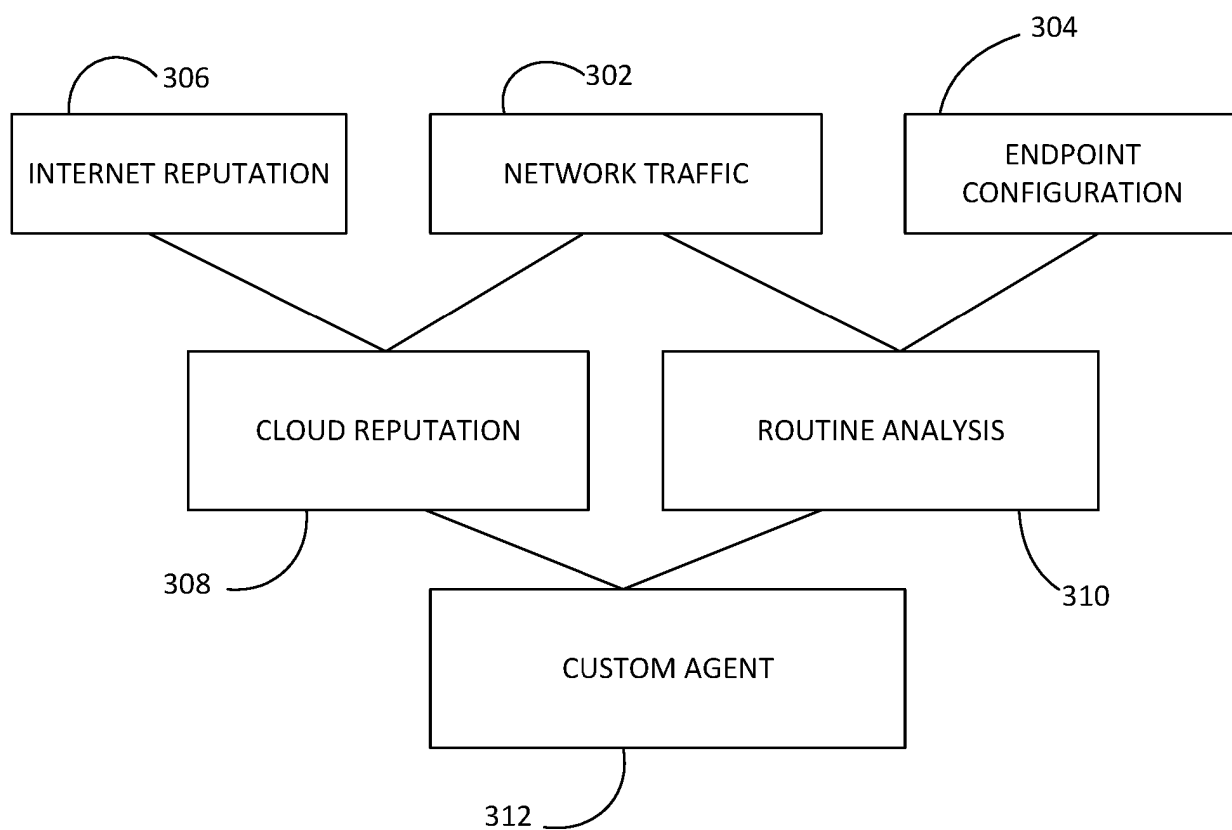 304
306
302
INTERNET REPUTATION
NETWORK TRAFFIC
ENDPOINT
CONFIGURATION
CLOUD REPUTATION
ROUTINE ANALYSIS
308
310
CUSTOM AGENT
312